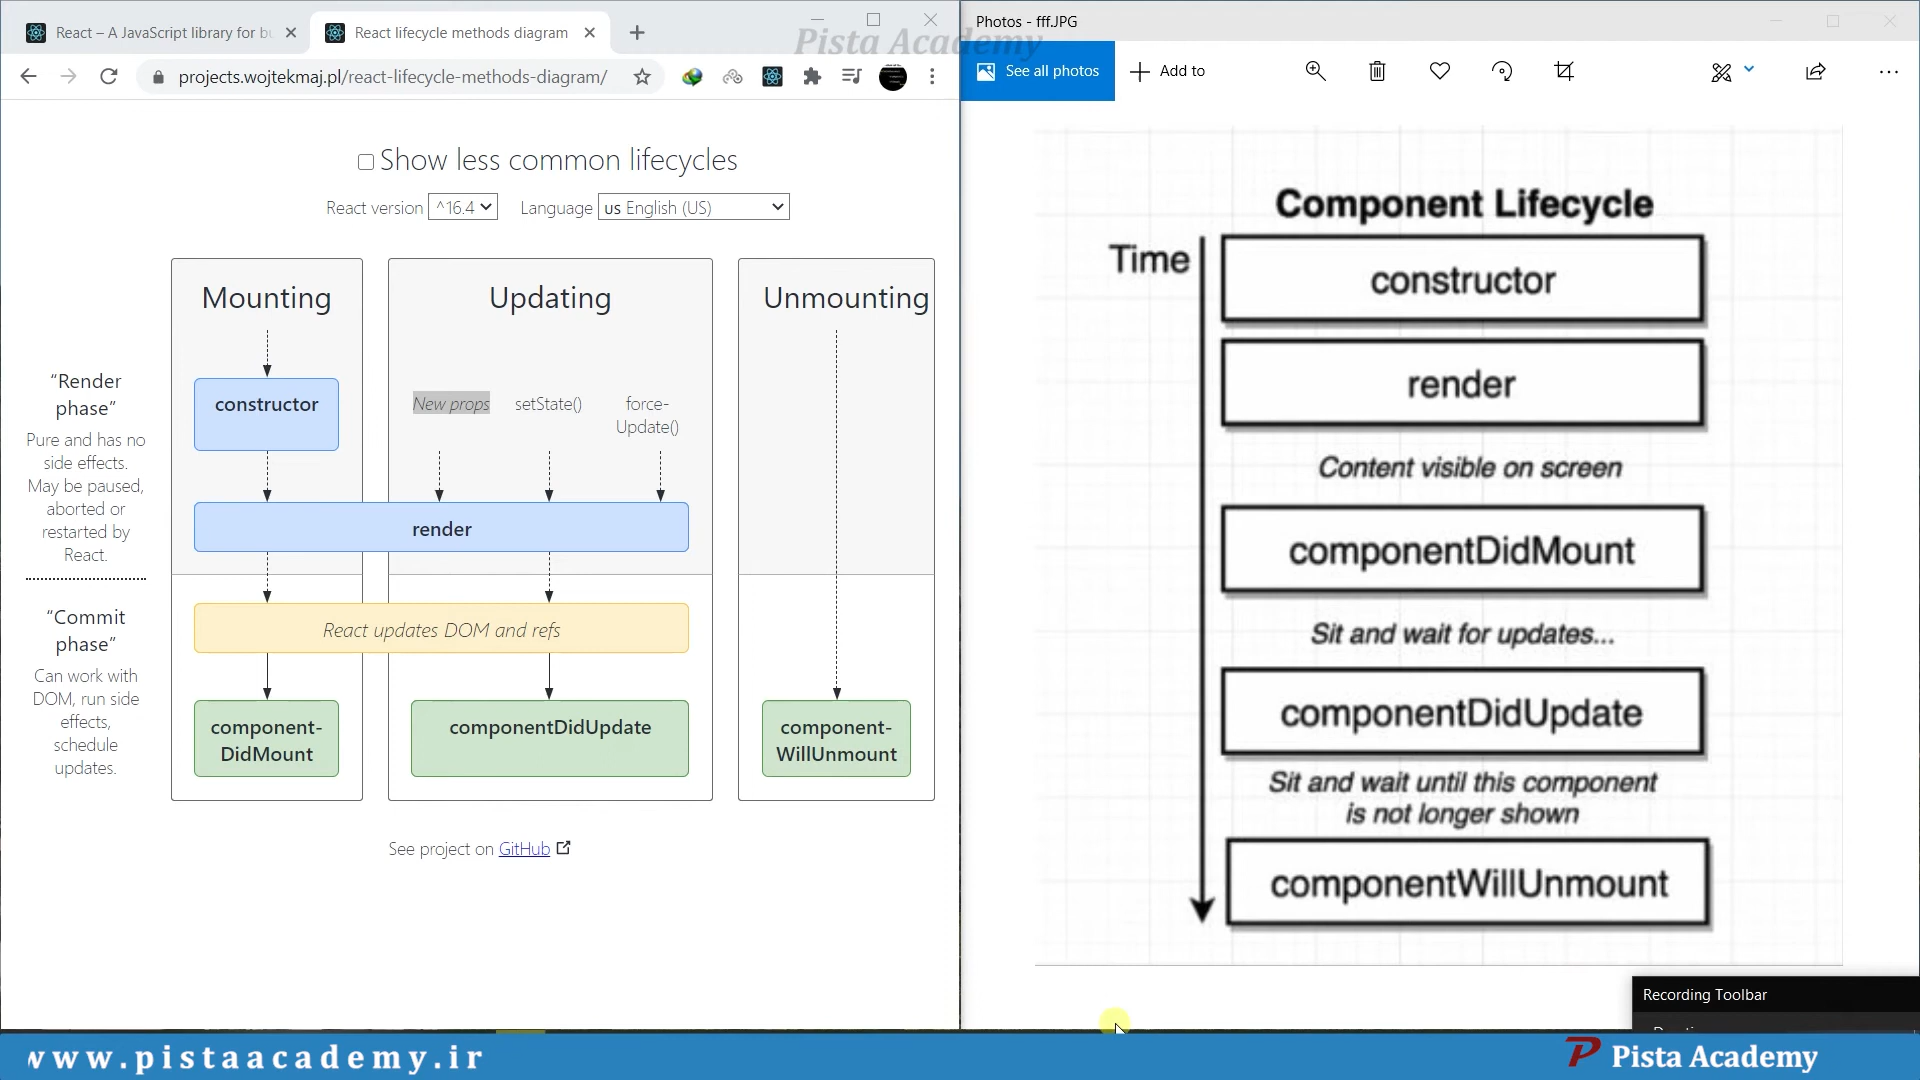 React – A JavaScript library for bu
React lifecycle methods diagram
projects.wojtekmaj.pl/react-lifecycle-methods-diagram/
Show less common lifecycles
React version ^16.4 Language us English (US)
Mounting
Updating
Unmounting
“Render
phase”
Pure and has no
side effects.
May be paused,
aborted or
restarted by
React.
constructor
New props
setState()
force-
Update()
render
“Commit
phase”
Can work with
DOM, run side
effects,
schedule
updates.
React updates DOM and refs
component-
DidMount
componentDidUpdate
component-
WillUnmount
See project on GitHub
Pista Academy
Photos - fff.JPG
See all photos
Add to
Component Lifecycle
Time
constructor
render
Content visible on screen
componentDidMount
Sit and wait for updates...
componentDidUpdate
Sit and wait until this component
is not longer shown
componentWillUnmount
Recording Toolbar
www.pistaacademy.ir
Pista Academy